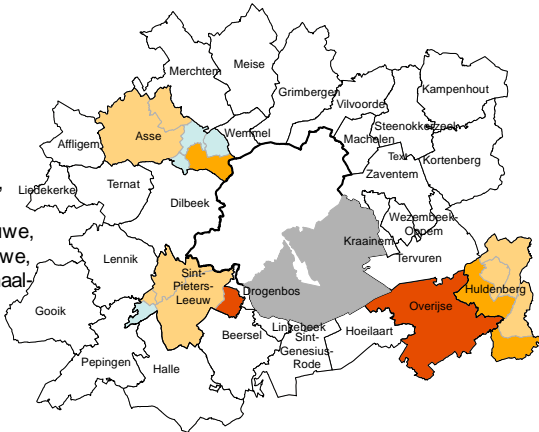 Meise
Merchtem
Kampenhout
Grimbergen
Vilvoorde
Steenokkerzeel
Wemmel
Asse
Machelen
Affligem
Text
Kortenberg
Zaventem
Ternat
Liedekerke
Dilbeek
Wezembeek-
Oppem
uwe,
Kraainem
we,
Lennik
Tervuren
aal-
Sint-
Pieters-
Leeuw
Drogenbos
Huldenberg
Gooik
Overijse
Linkebeek
Hoeilaart
Beersel
Sint-
Genesius-
Rode
Pepingen
Halle